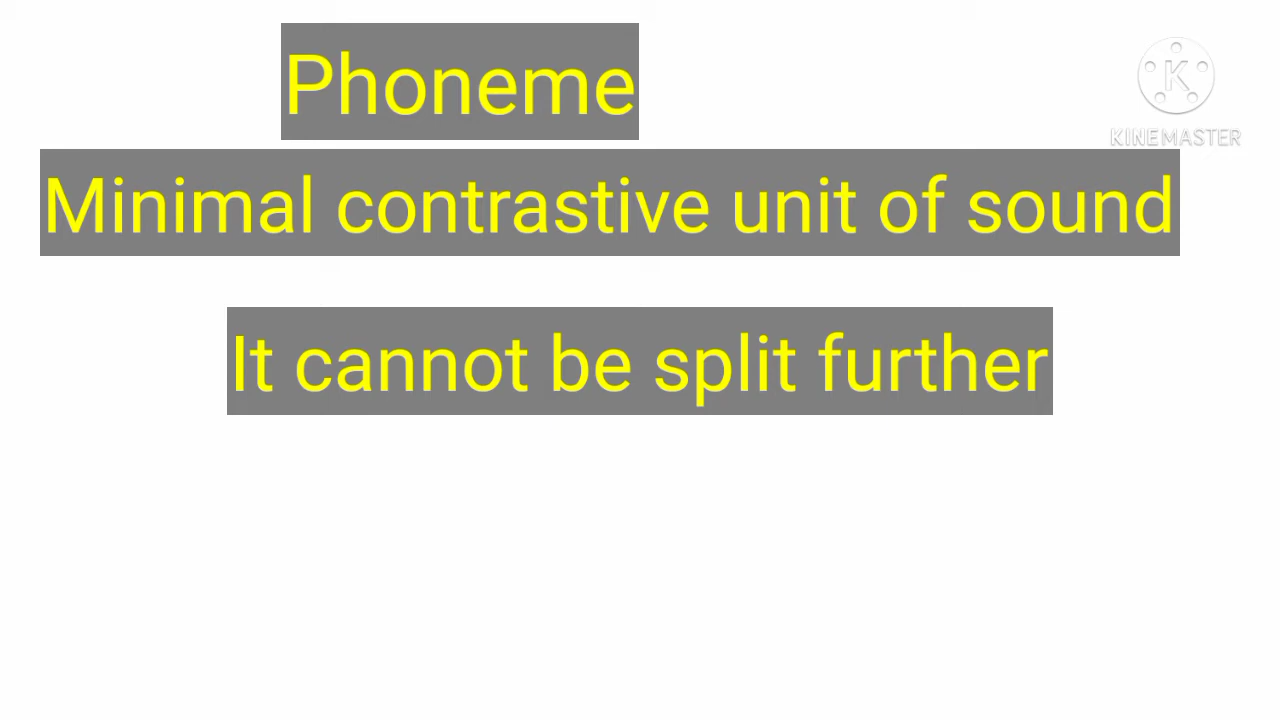 Phoneme
KINEMASTER
Minimal contrastive unit of sound
It cannot be split further